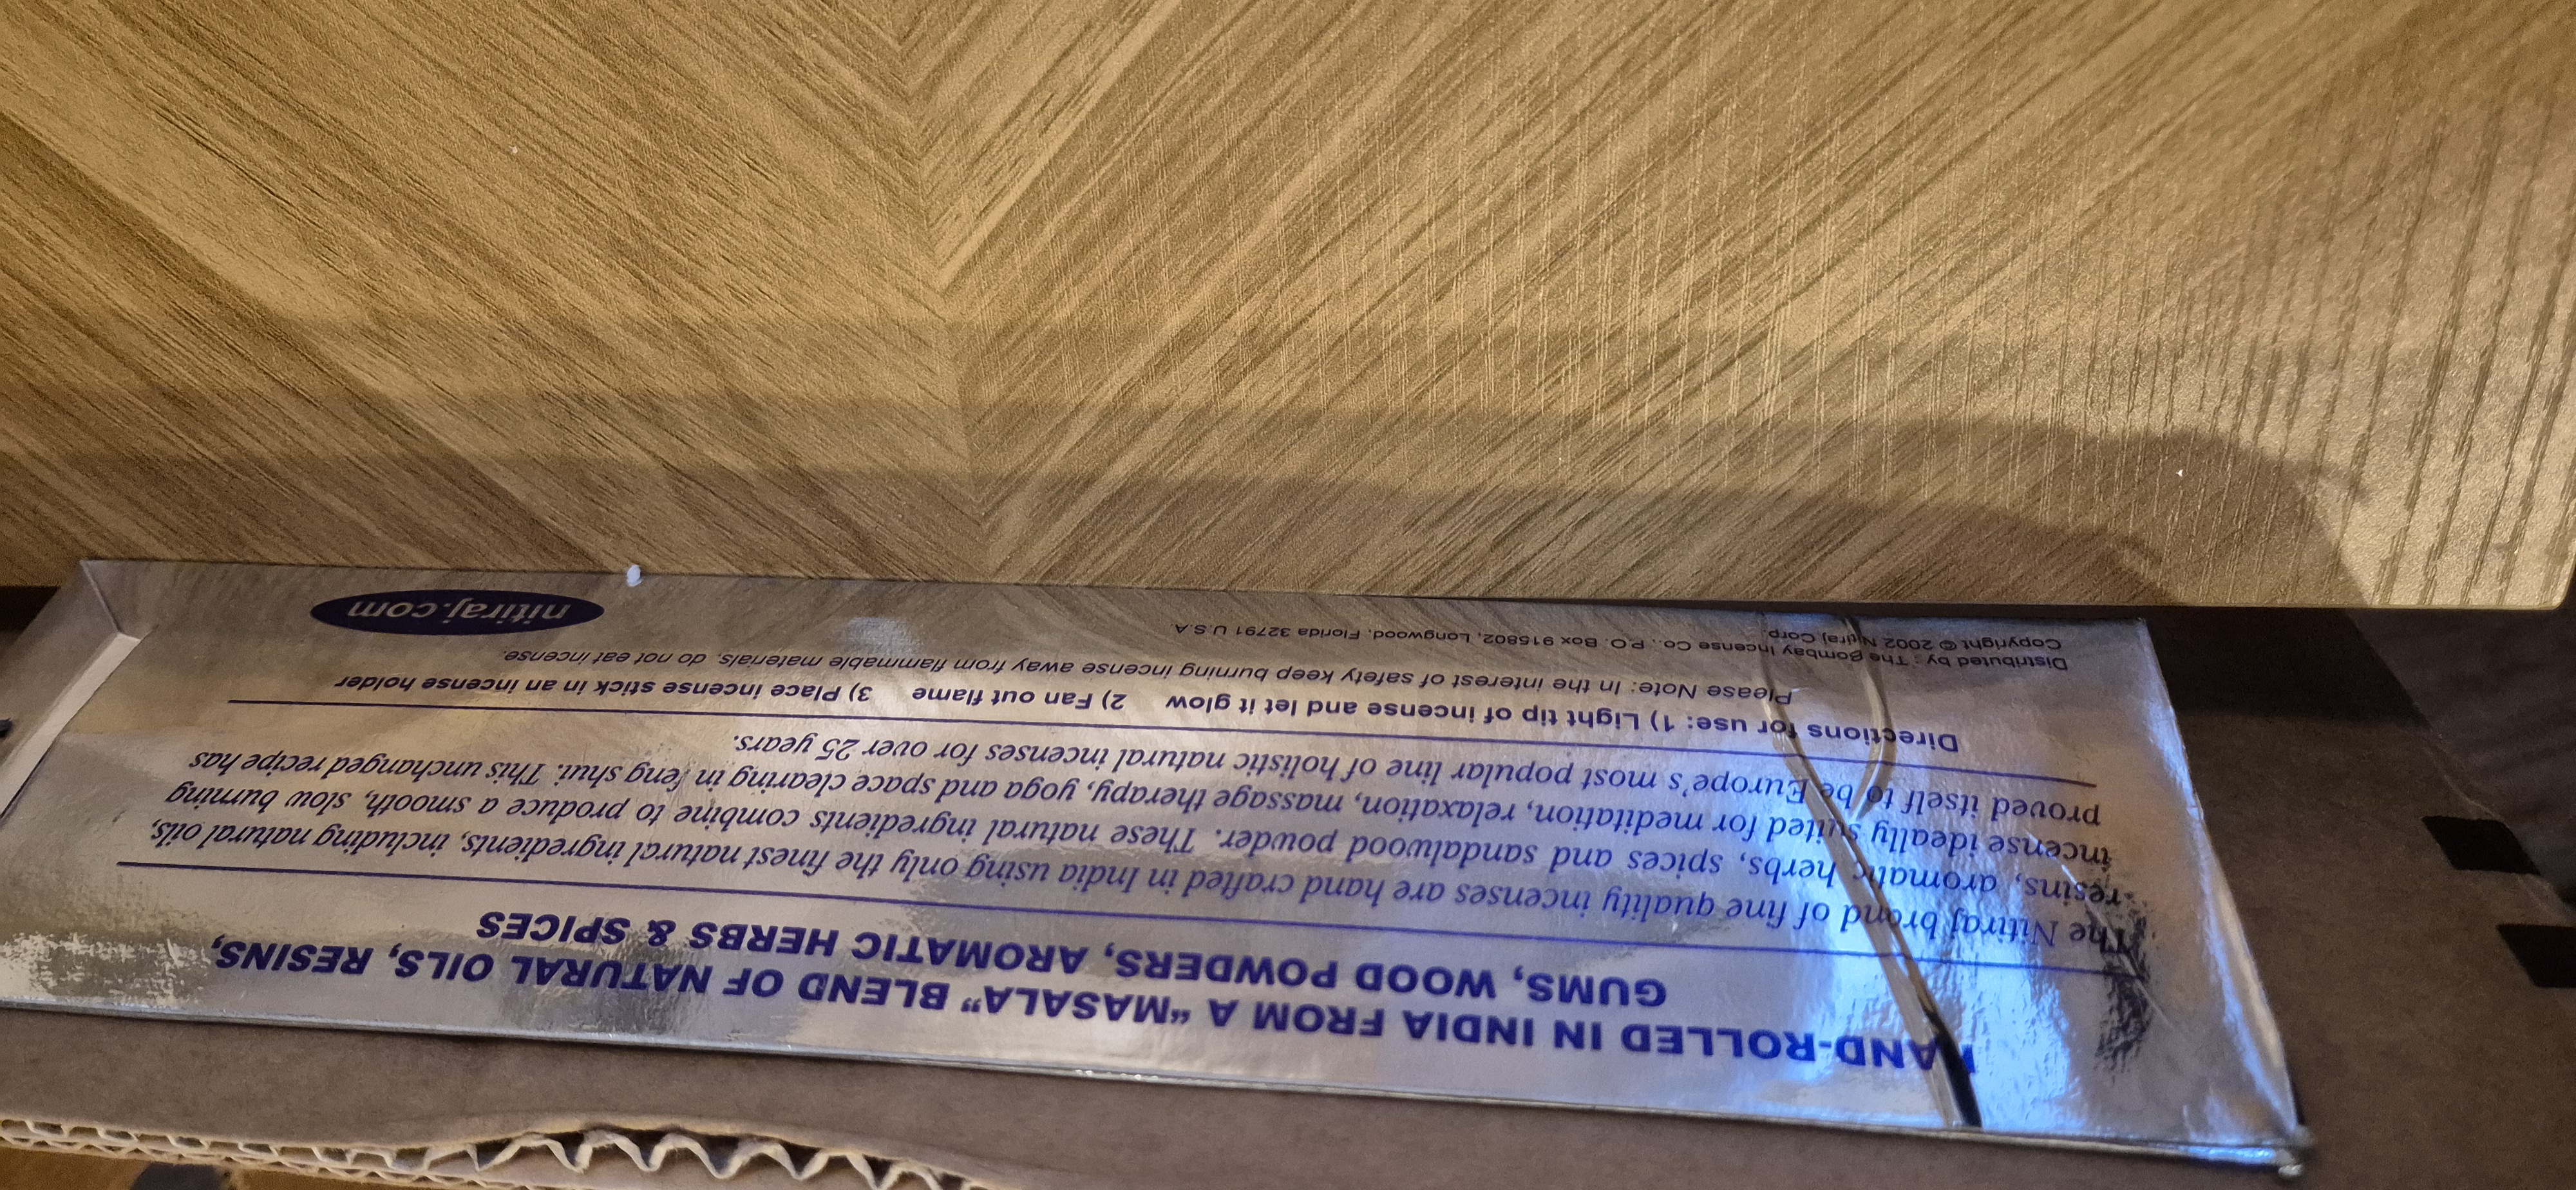 HAND-ROLLED IN INDIA FROM A “MASALA” BLEND OF NATURAL OILS, RESINS,
GUMS, WOOD POWDERS, AROMATIC HERBS & SPICES
The Nitiraj brand of fine quality incenses are hand crafted in India using only the finest natural ingredients, including natural oils,
resins, aromatic herbs, spices and sandalwood powder. These natural ingredients combine to produce a smooth, slow burning
incense ideally suited for meditation, relaxation, massage therapy, yoga and space clearing in feng shui. This unchanged recipe has
proved itself to be Europe's most popular line of holistic natural incenses for over 25 years.
Directions for use: 1) Light tip of incense and let it glow 2) Fan out flame 3) Place incense stick in an incense holder
Please Note: In the interest of safety keep burning incense away from flammable materials, do not eat incense.
Distributed by: The Bombay Incense Co., P.O. Box 915802, Longwood, Florida 32791 U.S.A
Copyright © 2002 Nitiraj Corp.
nitiraj.com